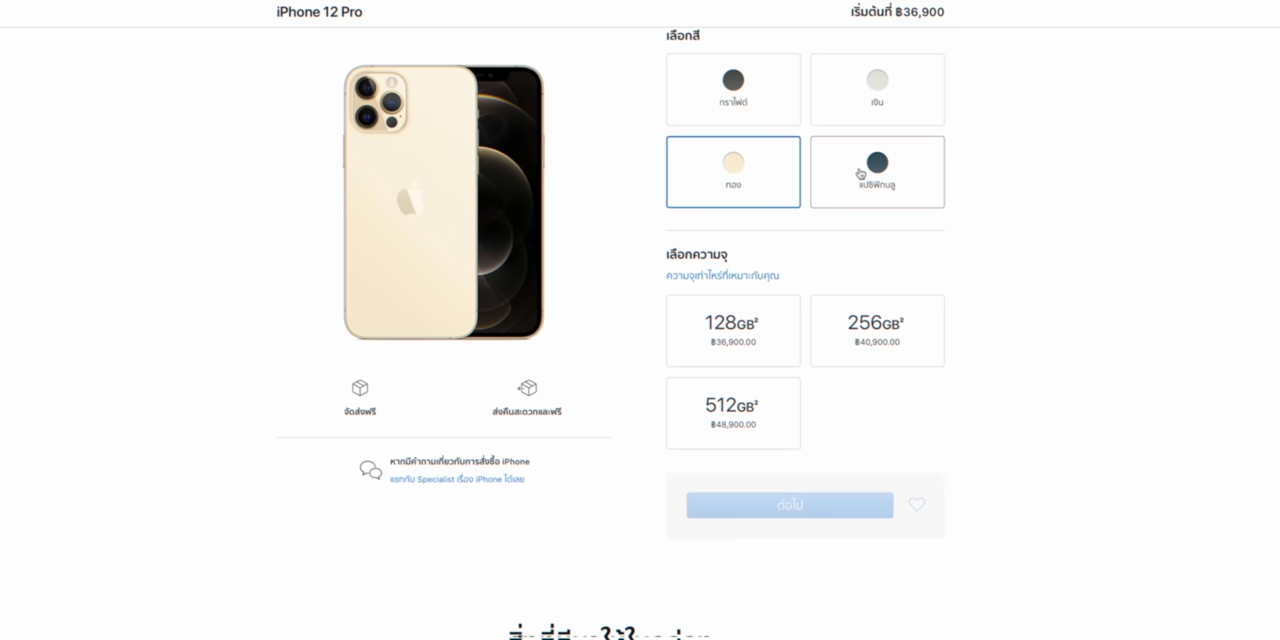 iPhone 12 Pro
เริ่มต้นที่ ฿36,900
เลือกสี
กราไฟต์
เงิน
ทอง
แปซิฟิกบลู
เลือกความจุ
ความจุเท่าไหร่ที่เหมาะกับคุณ
128GB²
฿36,900.00
256GB²
฿40,900.00
512GB²
฿48,900.00
จัดส่งฟรี
ส่งคืนสะดวกและฟรี
หากมีคำถามเกี่ยวกับการสั่งซื้อ iPhone
แชทกับ Specialist เรื่อง iPhone ได้เลย
ต่อไป